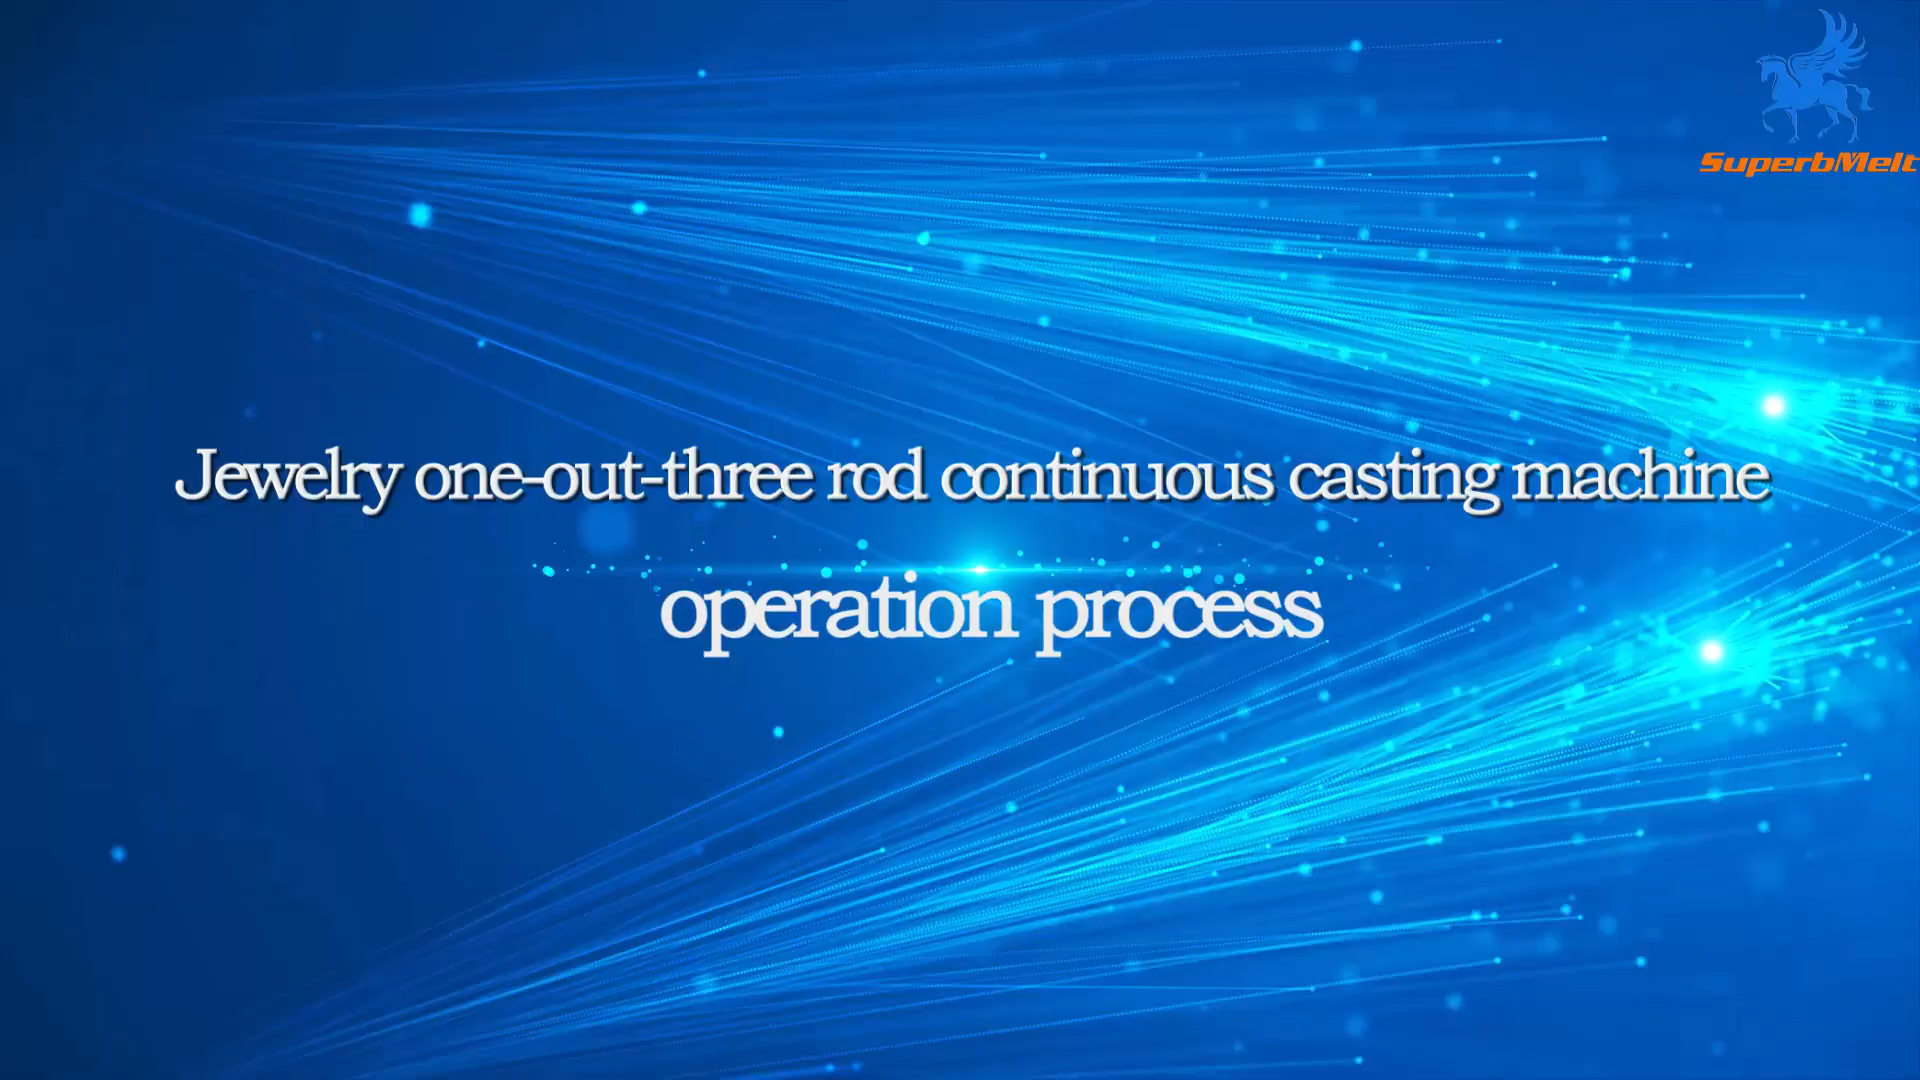 SuperbMelt
Jewelry one-out-three rod continuous casting machine
operation process